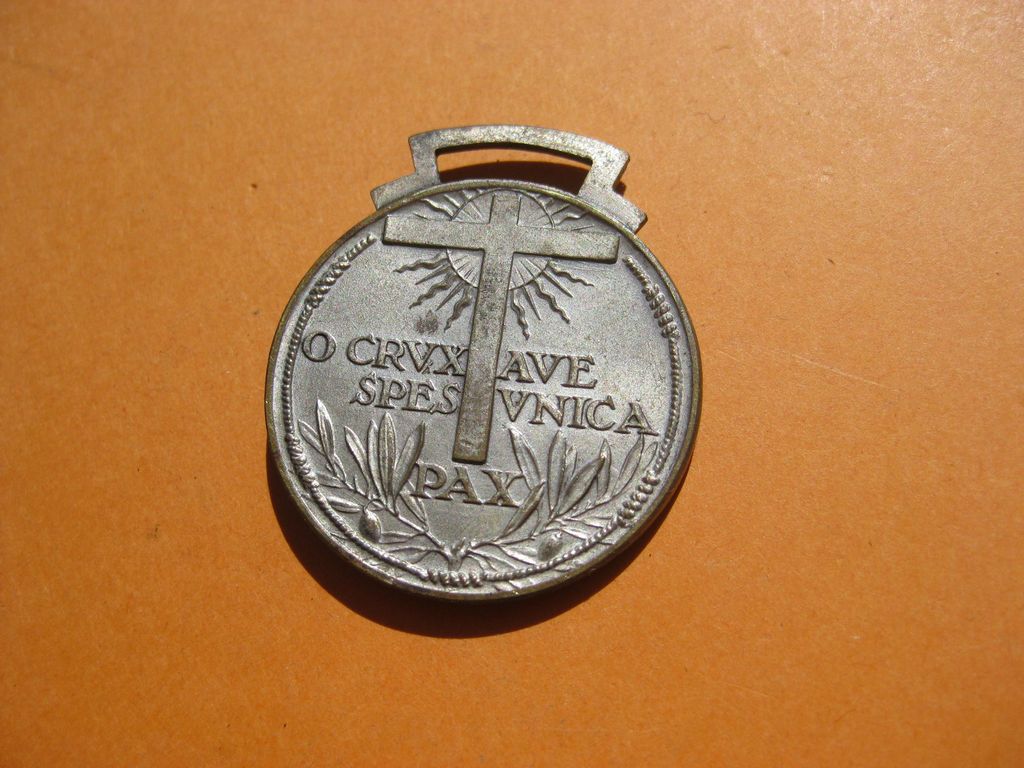 O CRVX AVE
SPES VNICA
PAX